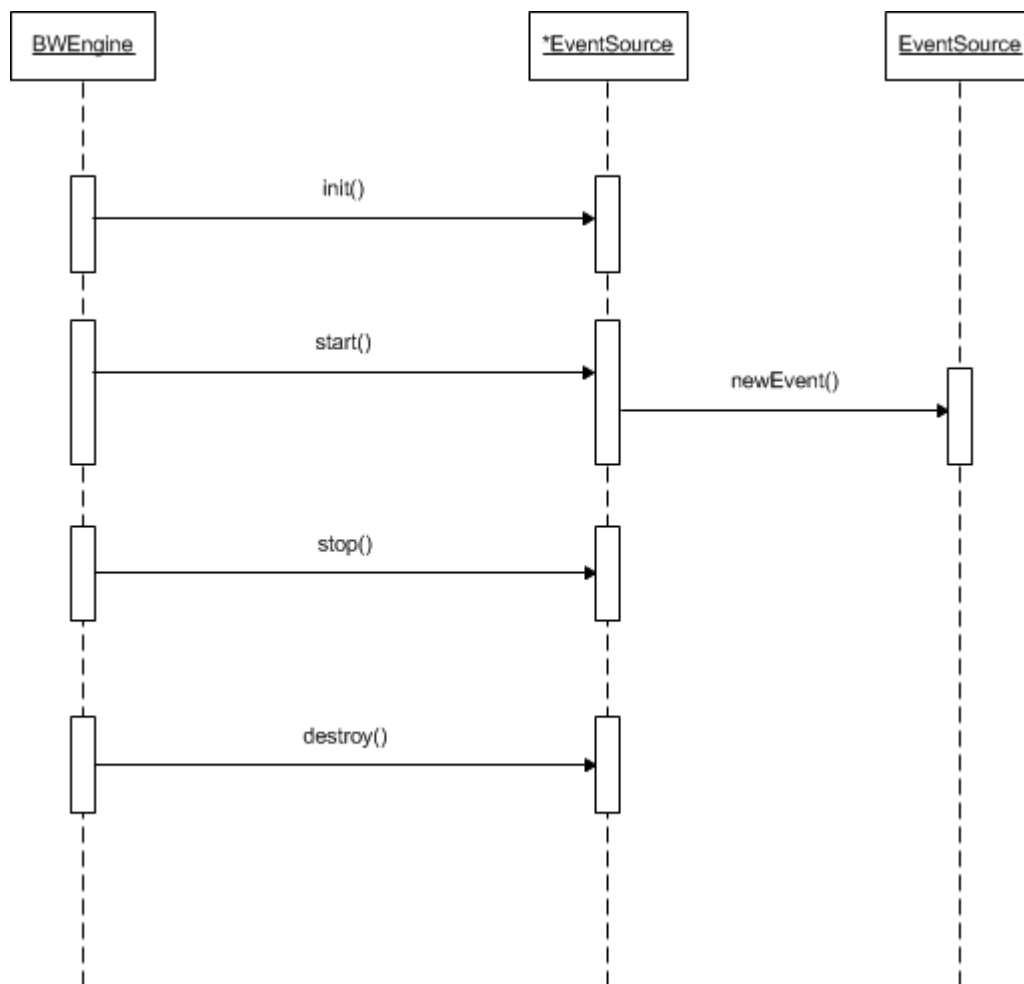 BWEngine
*EventSource
EventSource
init()
start()
newEvent()
stop()
destroy()